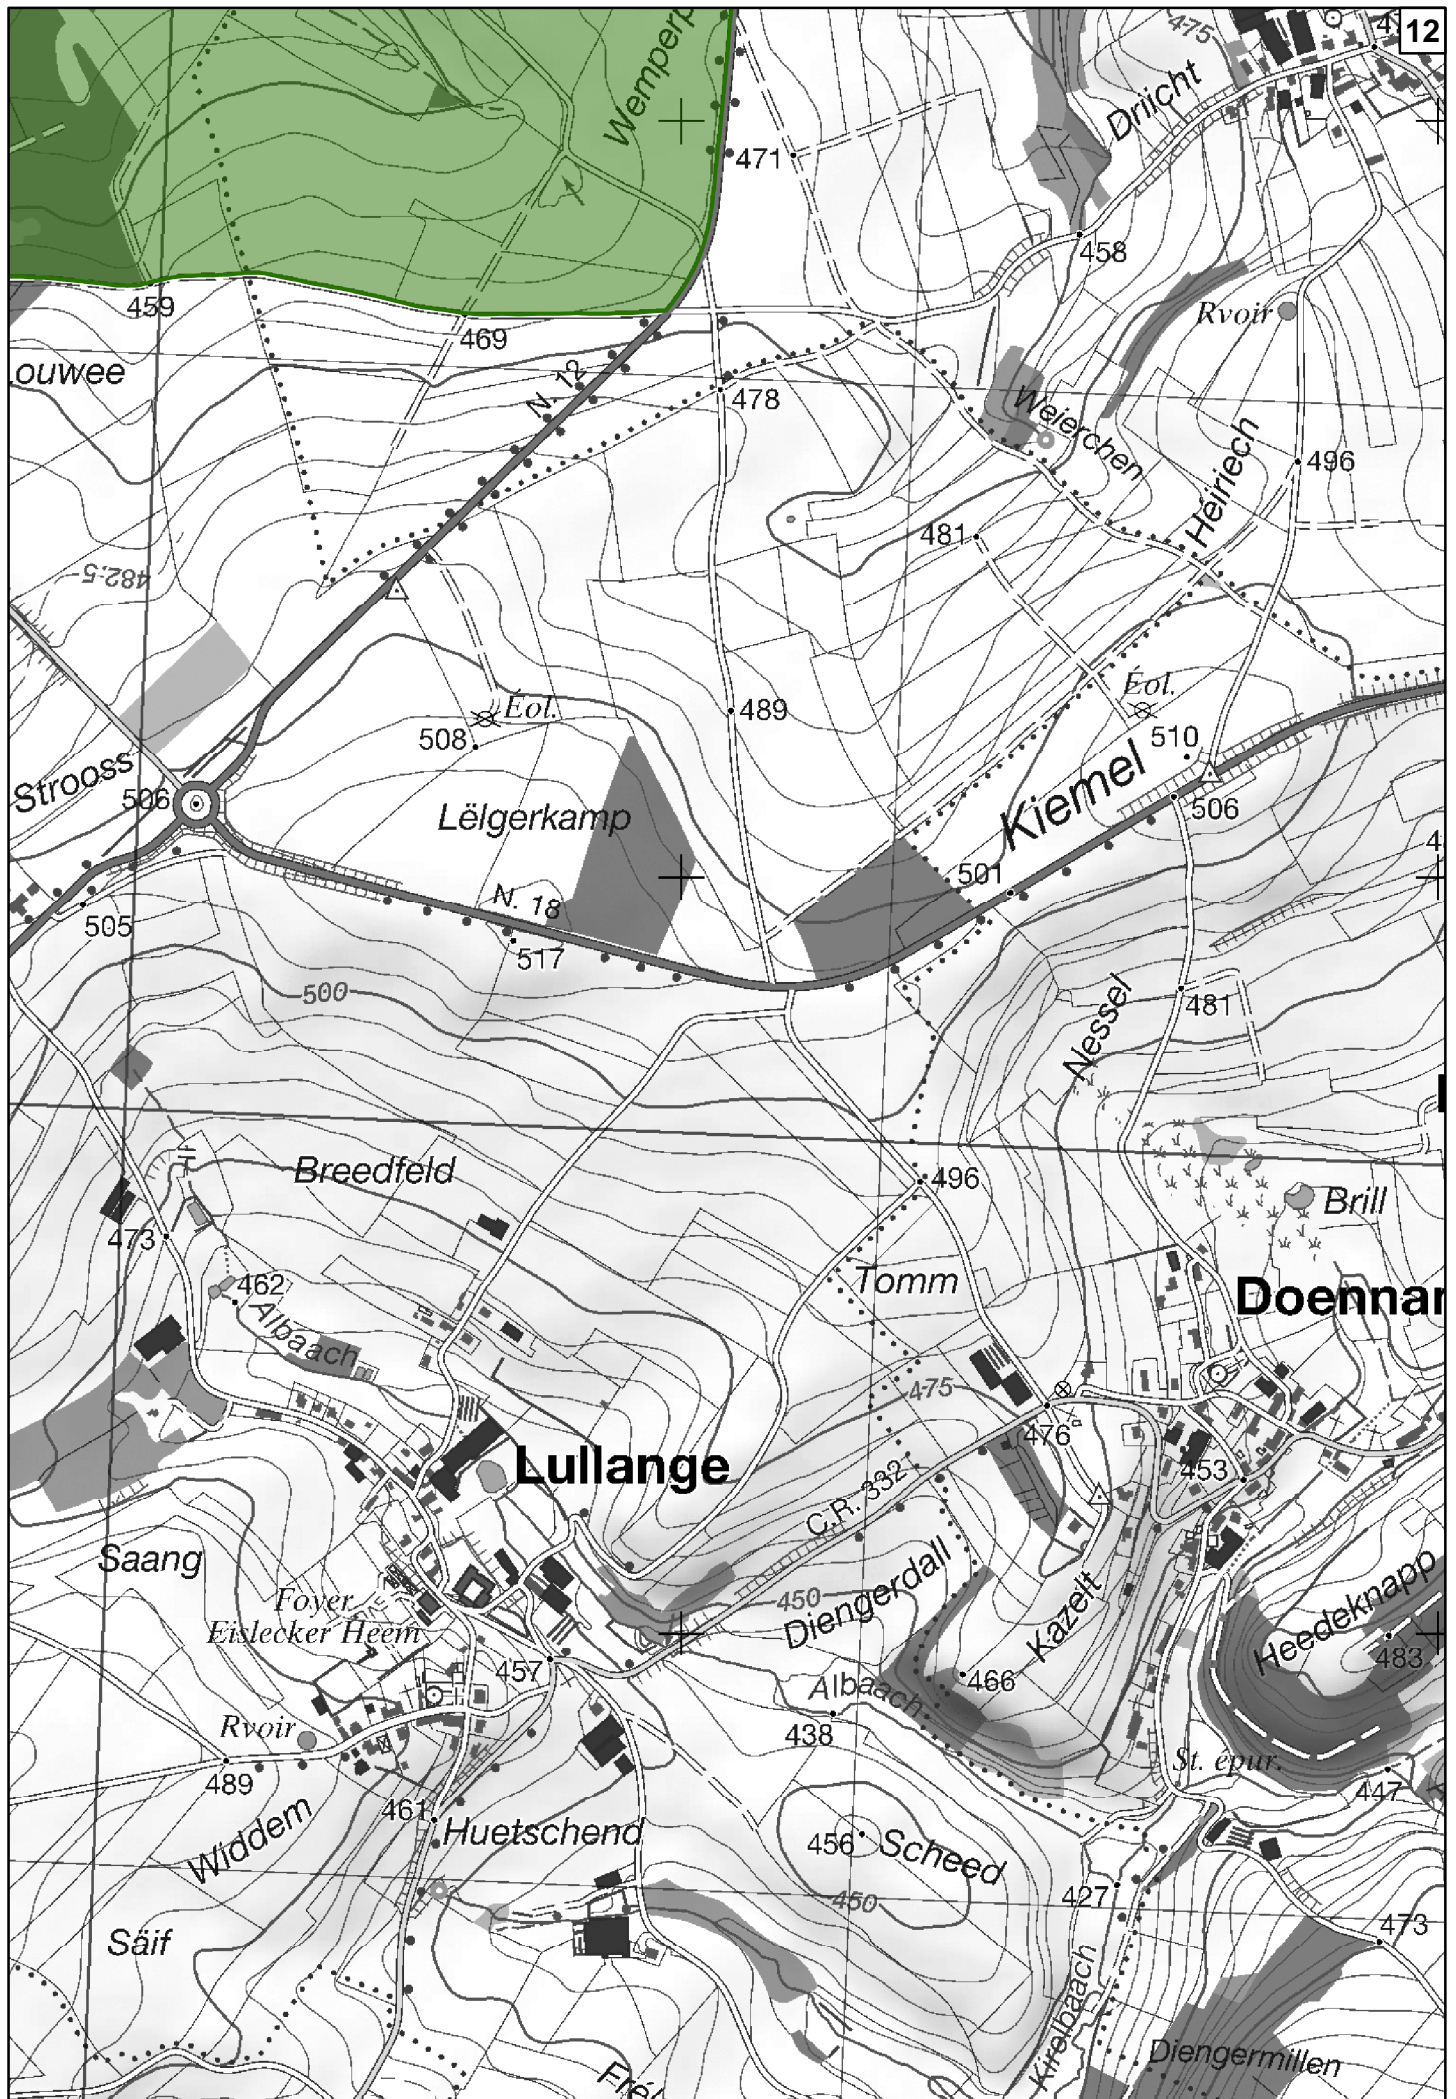 12
475
471
Driicht
458
459
469
Rvoir
ouwee
N. 12
478
Weierchen
Heiriech
496
481
482.5
Éol.
508
489
Éol.
510
Strooss
506
Lëlgerkamp
Kiemel
506
501
N. 18
505
517
500
Nessel
481
Breedfeld
496
Brill
473
462
Albaach
Tomm
Doennan
475
476
Lullange
453
C.R. 332
Saang
Foyer
Eislecker Heem
450
Diengerdall
Kazelt
Heedeknapp
483
457
466
Albaach
Rvoir
438
489
St. épur.
447
Widdem
461
Huetschend
456
Scheed
450
427
473
Säif
Kirelbaach
Diengermillen